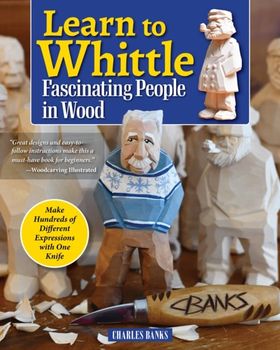 Learn to
Whittle
Fascinating People
in Wood
"Great designs and easy-to-
follow instructions make this a
must-have book for beginners."
—Woodcarving Illustrated
Make
Hundreds of
Different
Expressions
with One
Knife
BANKS
CHARLES BANKS